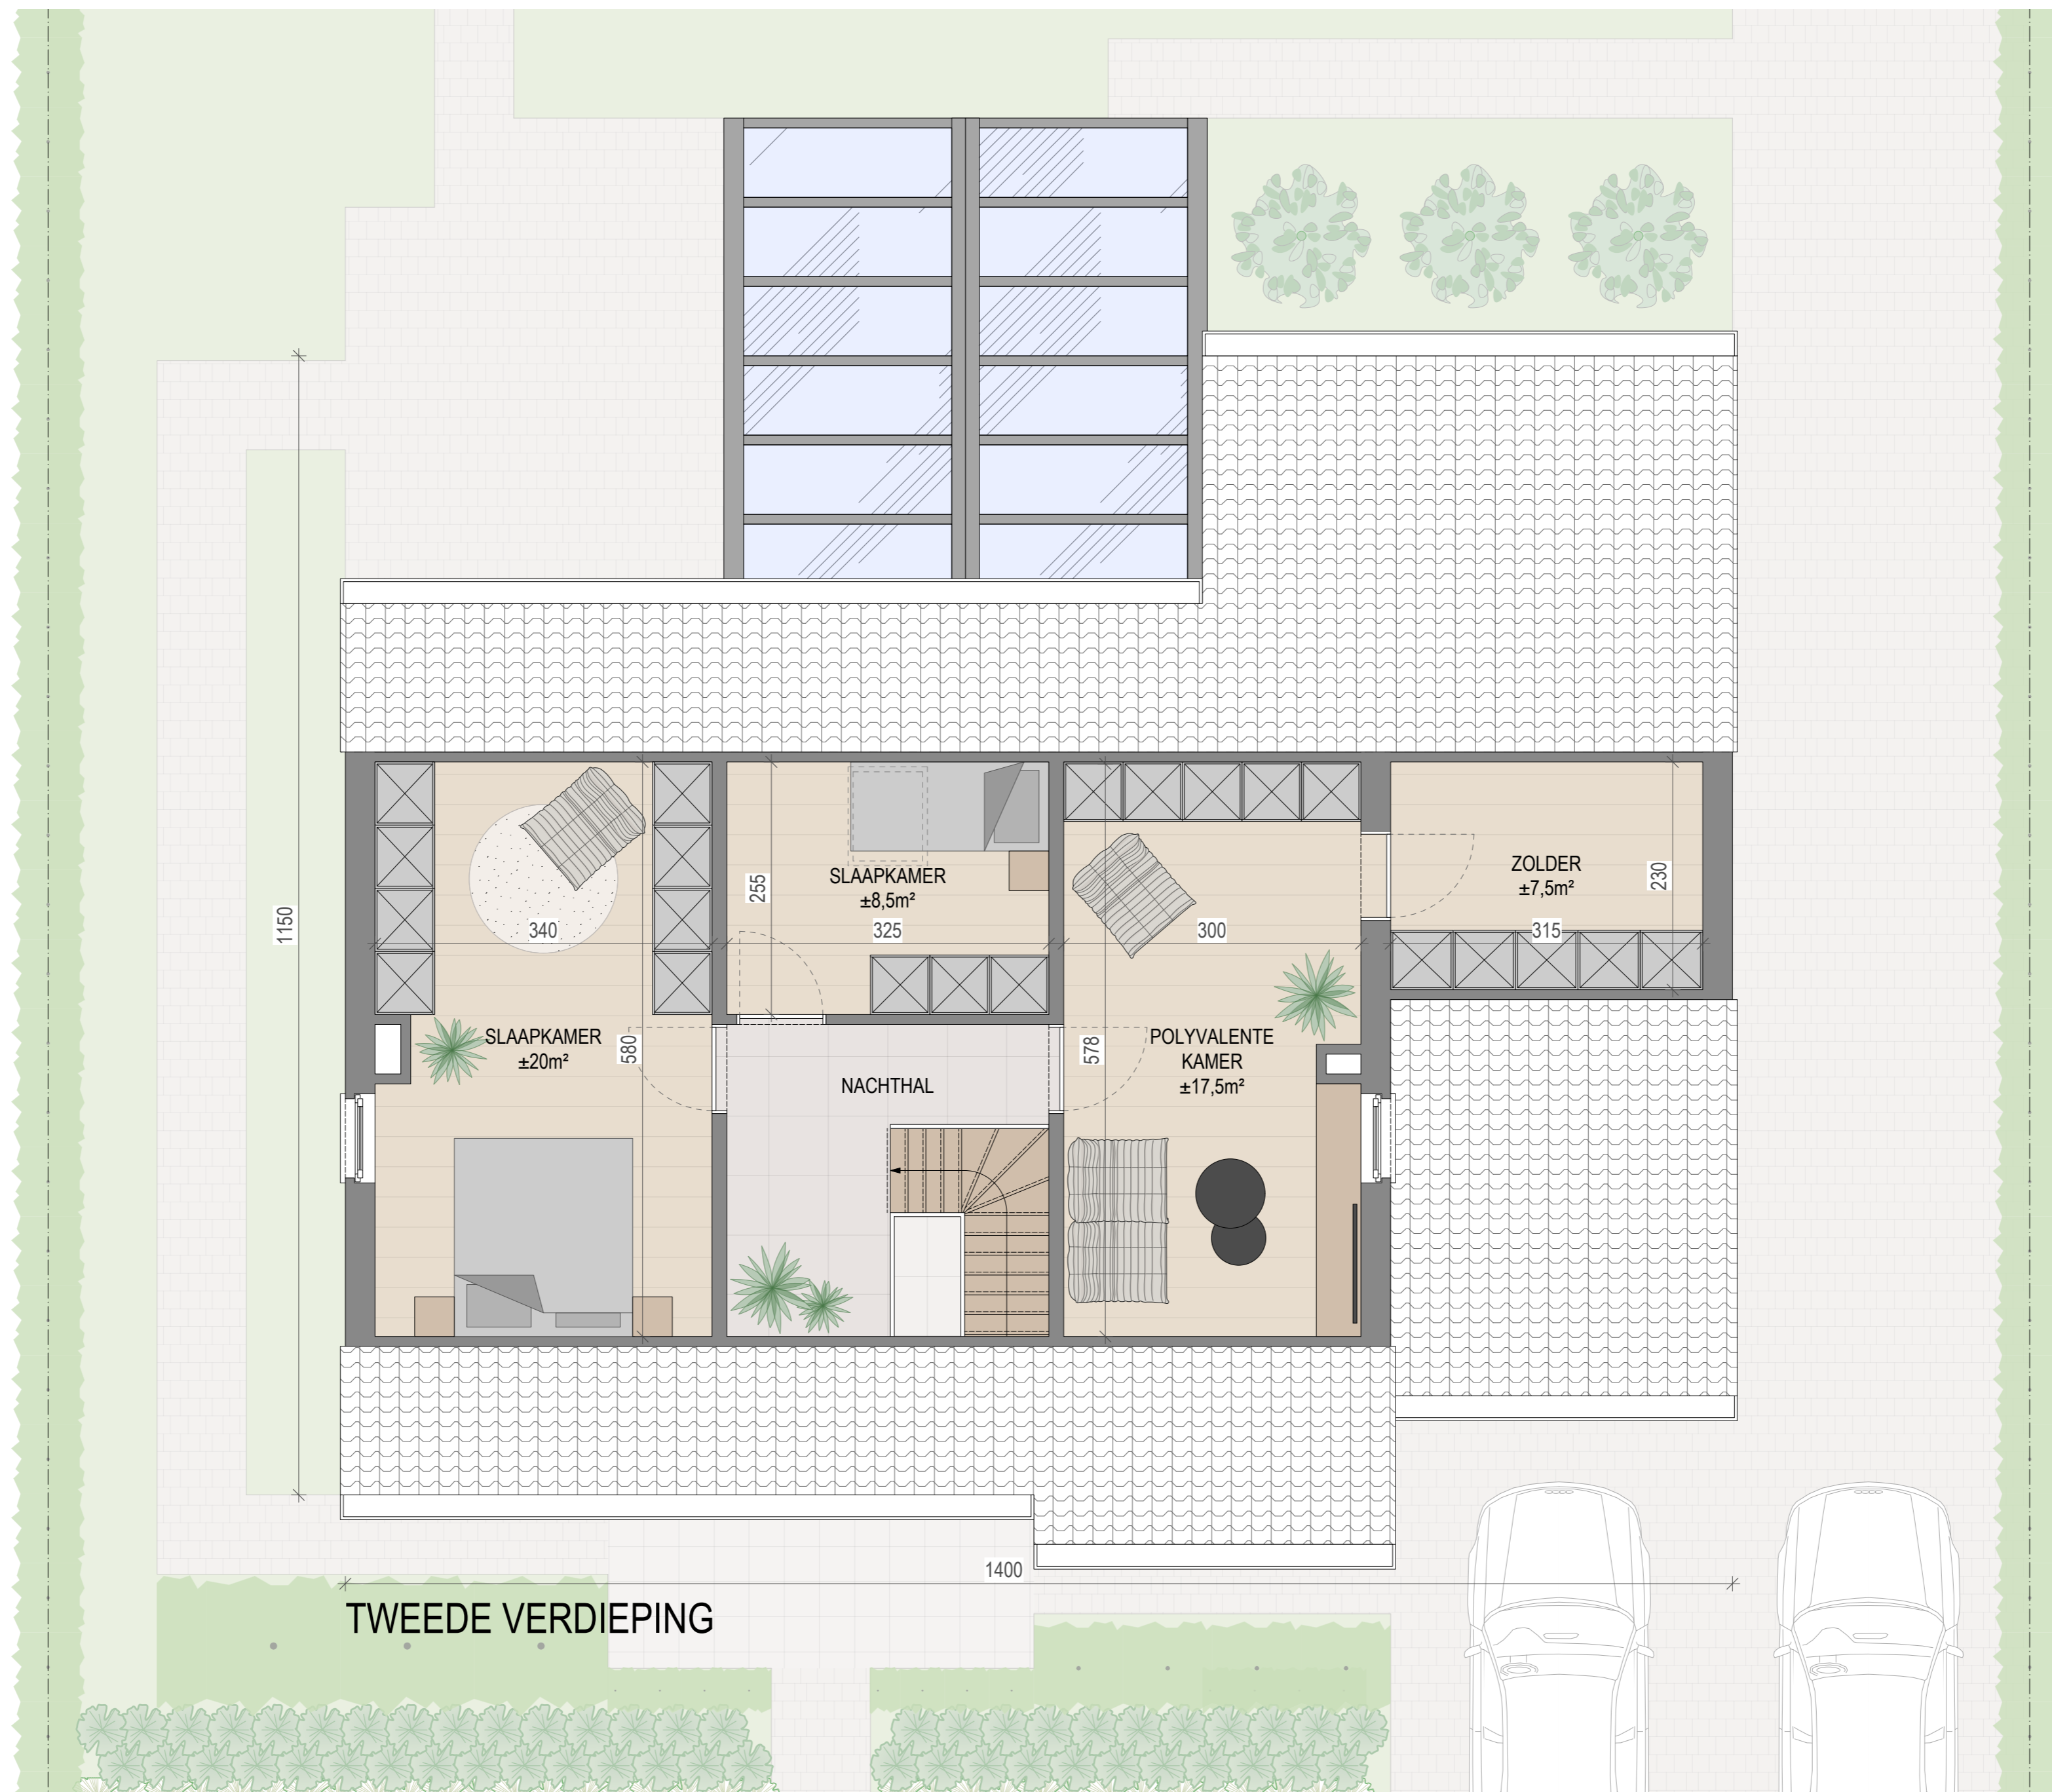 1150
340
SLAAPKAMER
±20m²
580
255
SLAAPKAMER
±8,5m²
325
NACHTHAL
578
300
POLYVALENTE
KAMER
±17,5m²
ZOLDER
±7,5m²
230
315
1400
TWEEDE VERDIEPING